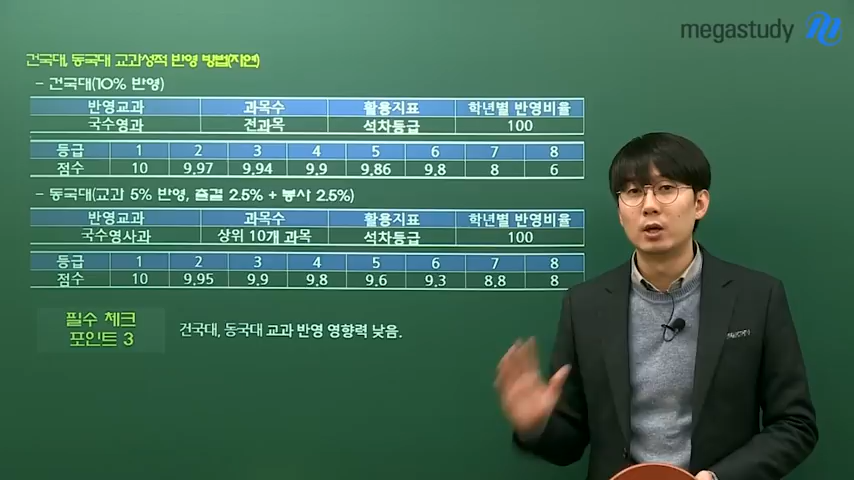 megastudy
건국대, 동국대 교과성적 반영 방법(자연)
- 건국대(10% 반영)
반영교과 과목수 활용지표 학년별 반영비율
국수영과 전과목 석차등급 100
등급 1 2 3 4 5 6 7 8
점수 10 9.97 9.94 9.9 9.86 9.8 8 6
- 동국대(교과 5% 반영, 출결 2.5% + 봉사 2.5%)
반영교과 과목수 활용지표 학년별 반영비율
국수영사과 상위 10개 과목 석차등급 100
등급 1 2 3 4 5 6 7 8
점수 10 9.95 9.9 9.8 9.6 9.3 8.8 8
필수 체크
포인트 3
건국대, 동국대 교과 반영 영향력 낮음.